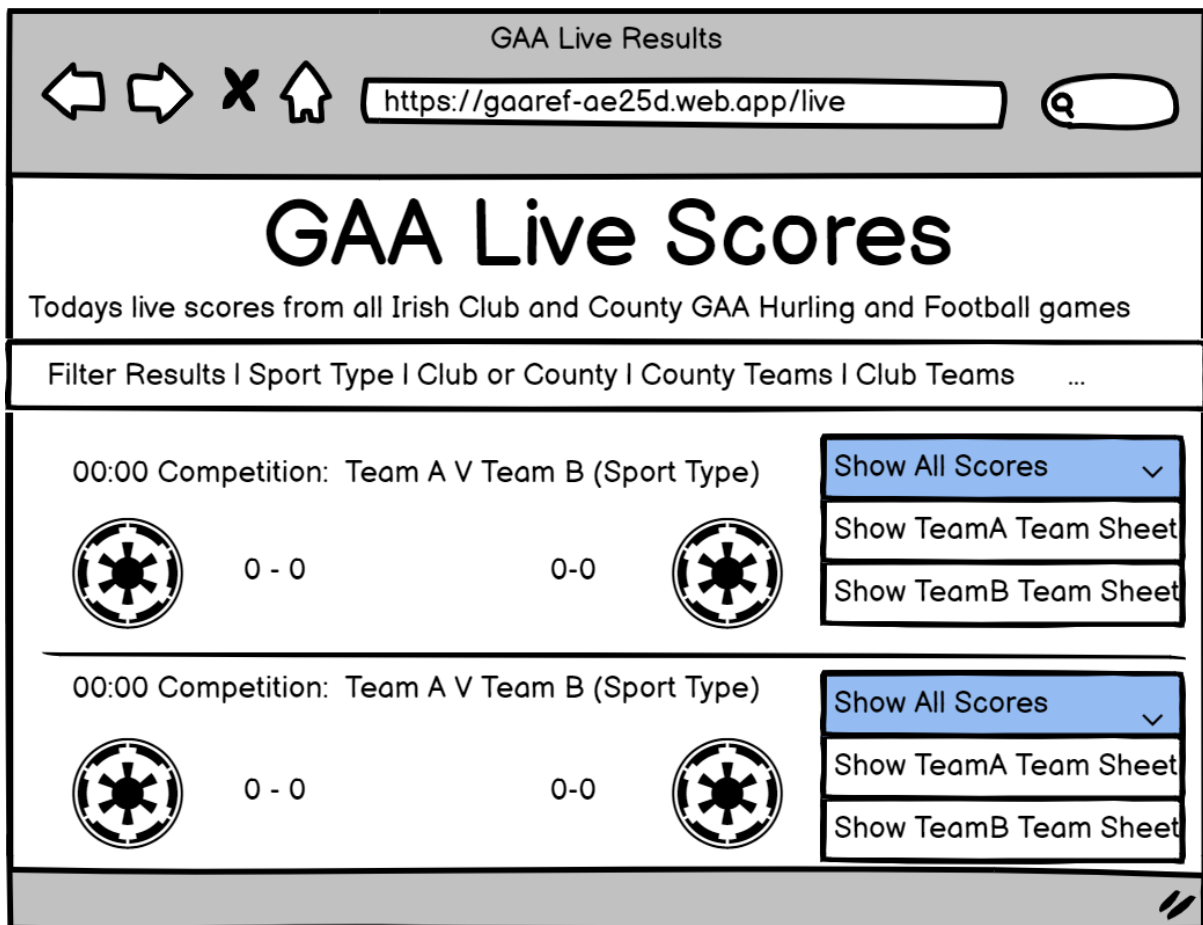 GAA Live Results
https://gaaref-ae25d.web.app/live
GAA Live Scores
Todays live scores from all Irish Club and County GAA Hurling and Football games
Filter Results | Sport Type | Club or County | County Teams | Club Teams ...
00:00 Competition: Team A V Team B (Sport Type)
0 - 0 0-0
Show All Scores
Show TeamA Team Sheet
Show TeamB Team Sheet
00:00 Competition: Team A V Team B (Sport Type)
0 - 0 0-0
Show All Scores
Show TeamA Team Sheet
Show TeamB Team Sheet